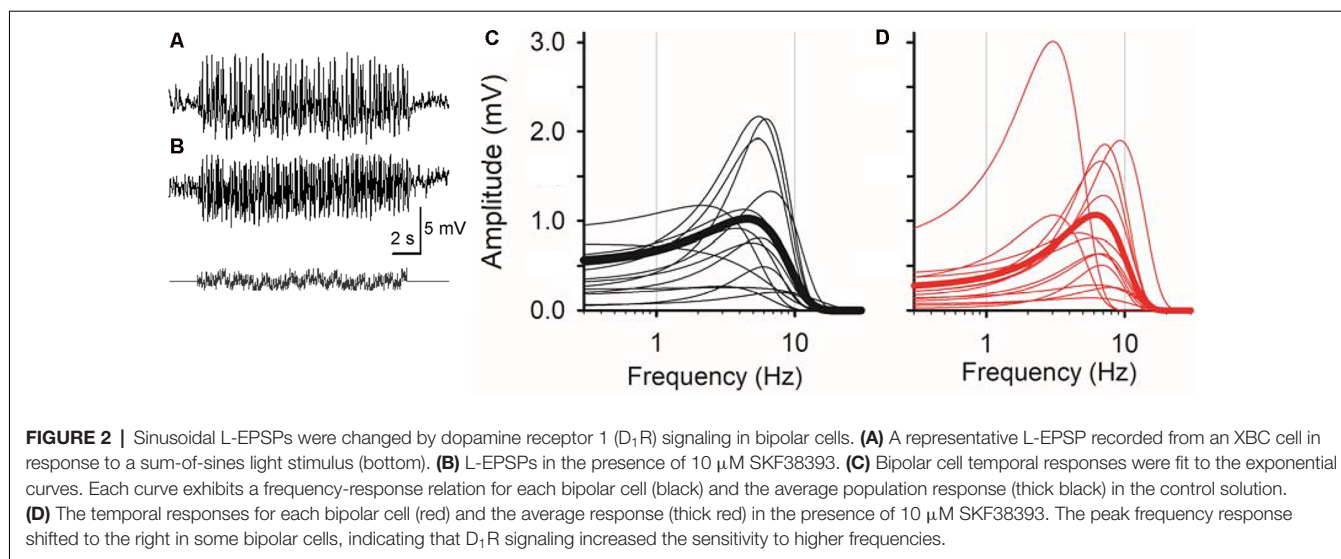 A
B
2 s
5 mV
C
3.0
2.0
1.0
0.0
Amplitude (mV)
1
10
Frequency (Hz)
D
1
10
Frequency (Hz)
FIGURE 2 | Sinusoidal L-EPSPs were changed by dopamine receptor 1 (D₁R) signaling in bipolar cells. (A) A representative L-EPSP recorded from an XBC cell in
response to a sum-of-sines light stimulus (bottom). (B) L-EPSPs in the presence of 10 μM SKF38393. (C) Bipolar cell temporal responses were fit to the exponential
curves. Each curve exhibits a frequency-response relation for each bipolar cell (black) and the average population response (thick black) in the control solution.
(D) The temporal responses for each bipolar cell (red) and the average response (thick red) in the presence of 10 μM SKF38393. The peak frequency response
shifted to the right in some bipolar cells, indicating that D₁R signaling increased the sensitivity to higher frequencies.